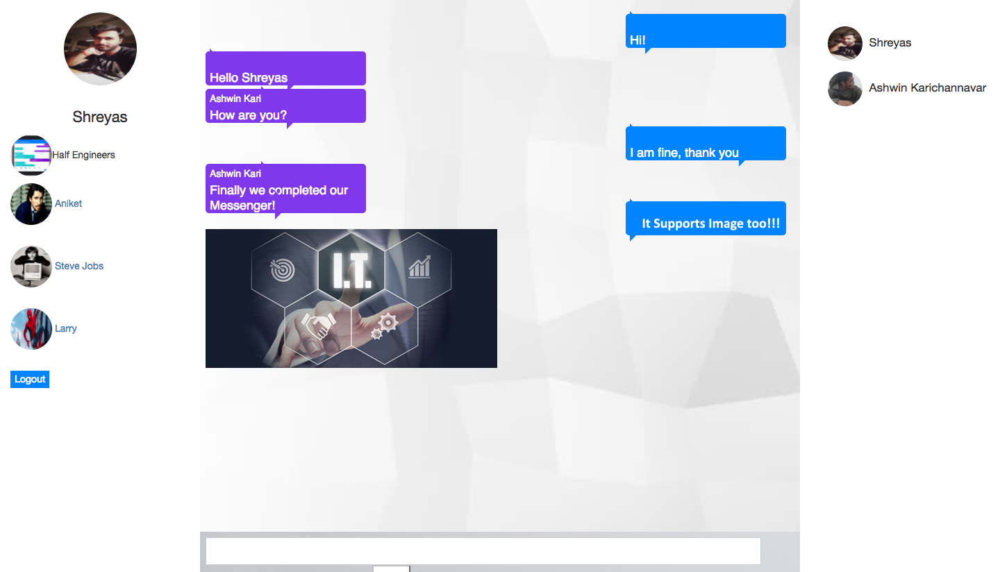 Shreyas
Half Engineers
Aniket
Steve Jobs
Larry
Logout
Hi!
Hello Shreyas
Ashwin Kari
How are you?
I am fine, thank you
Ashwin Kari
Finally we completed our
Messenger!
It Supports Image too!!!
I.T.
Shreyas
Ashwin Karichannavar